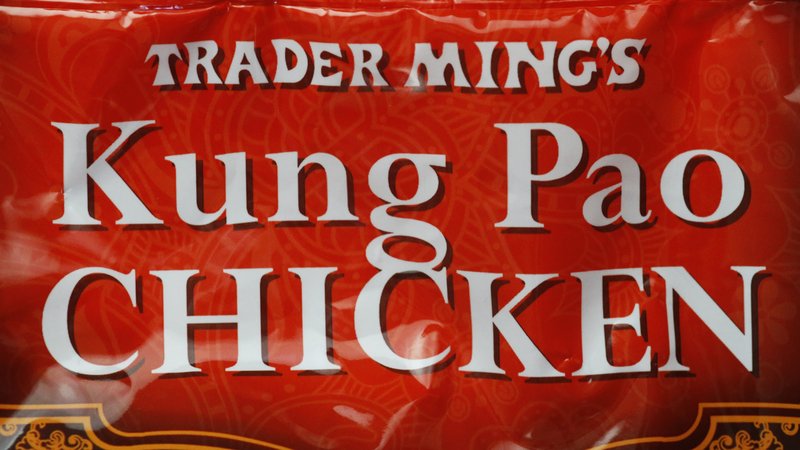 TRADER MING'S
Kung Pao
CHICKEN